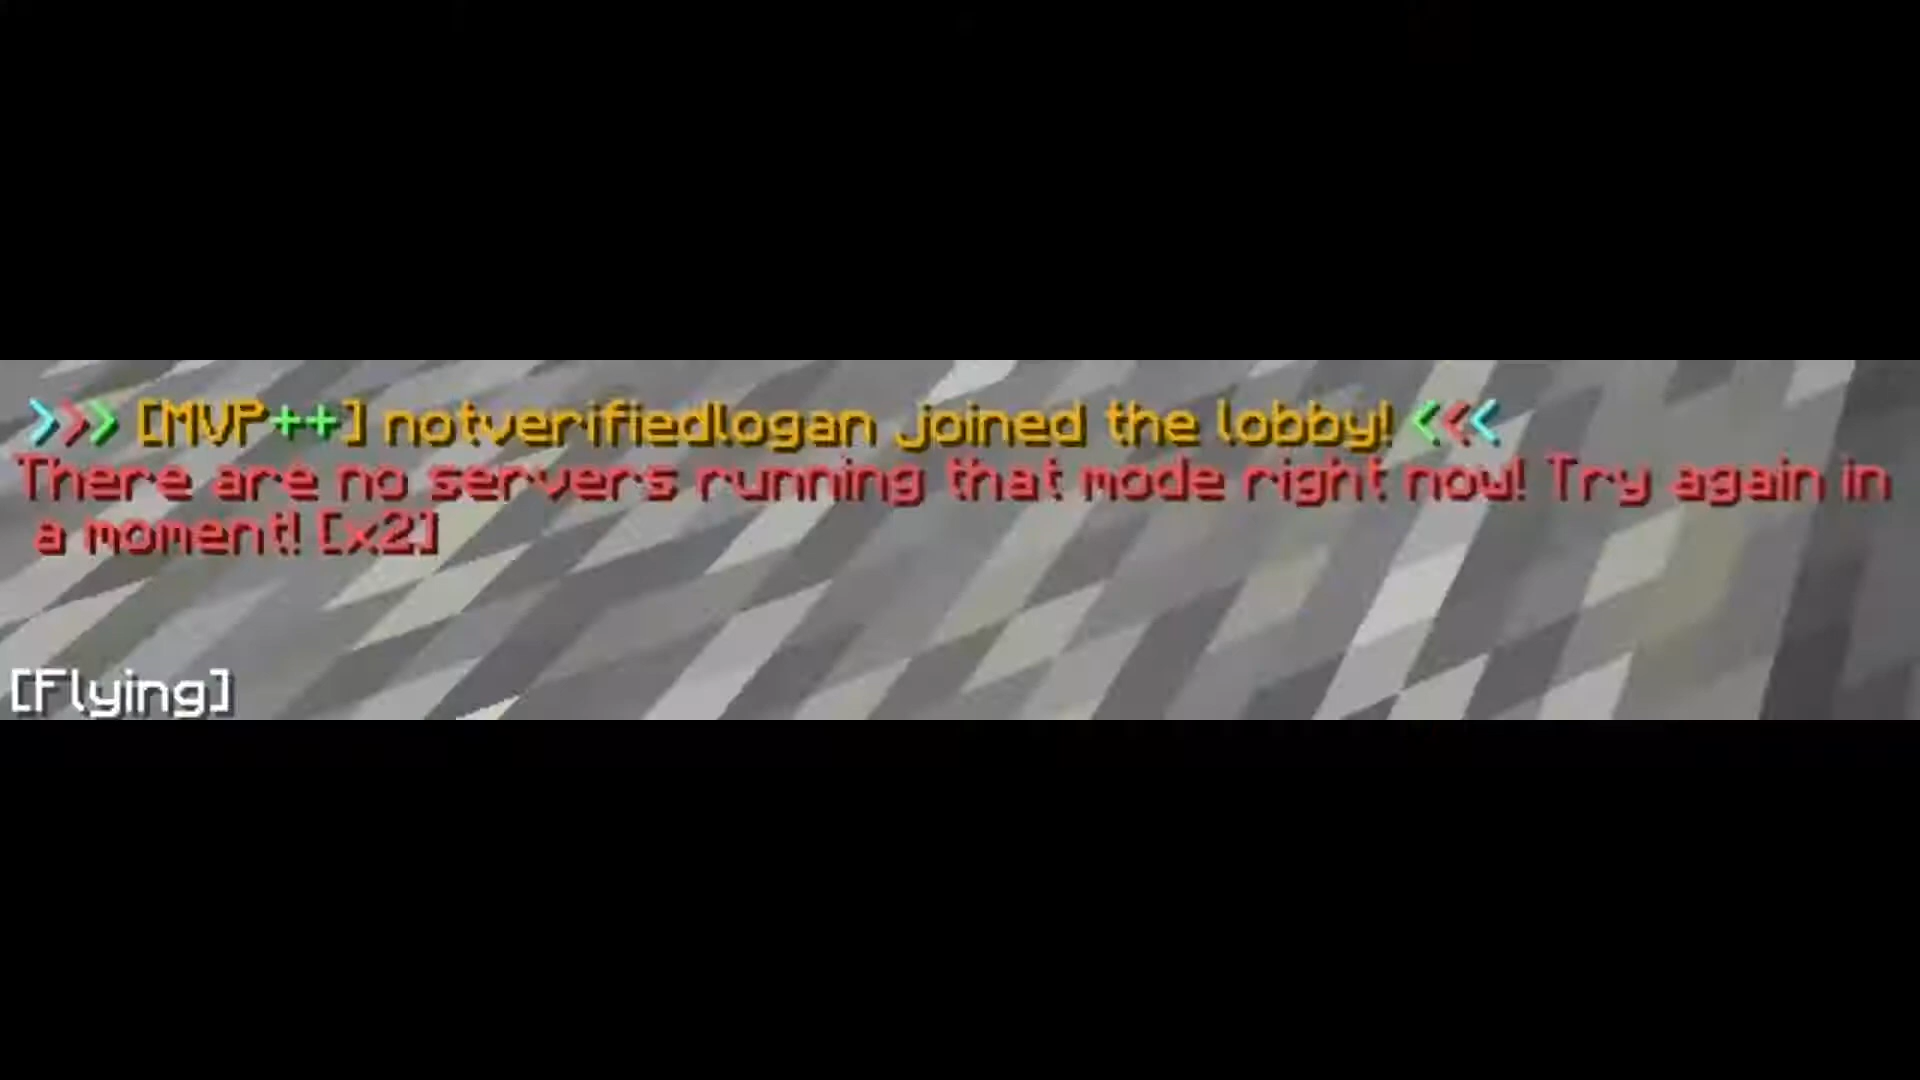 >>> [MVP++] notverifiedlogan joined the lobby! <<<
There are no servers running that mode right now! Try again in
a moment! [x2]
[Flying]